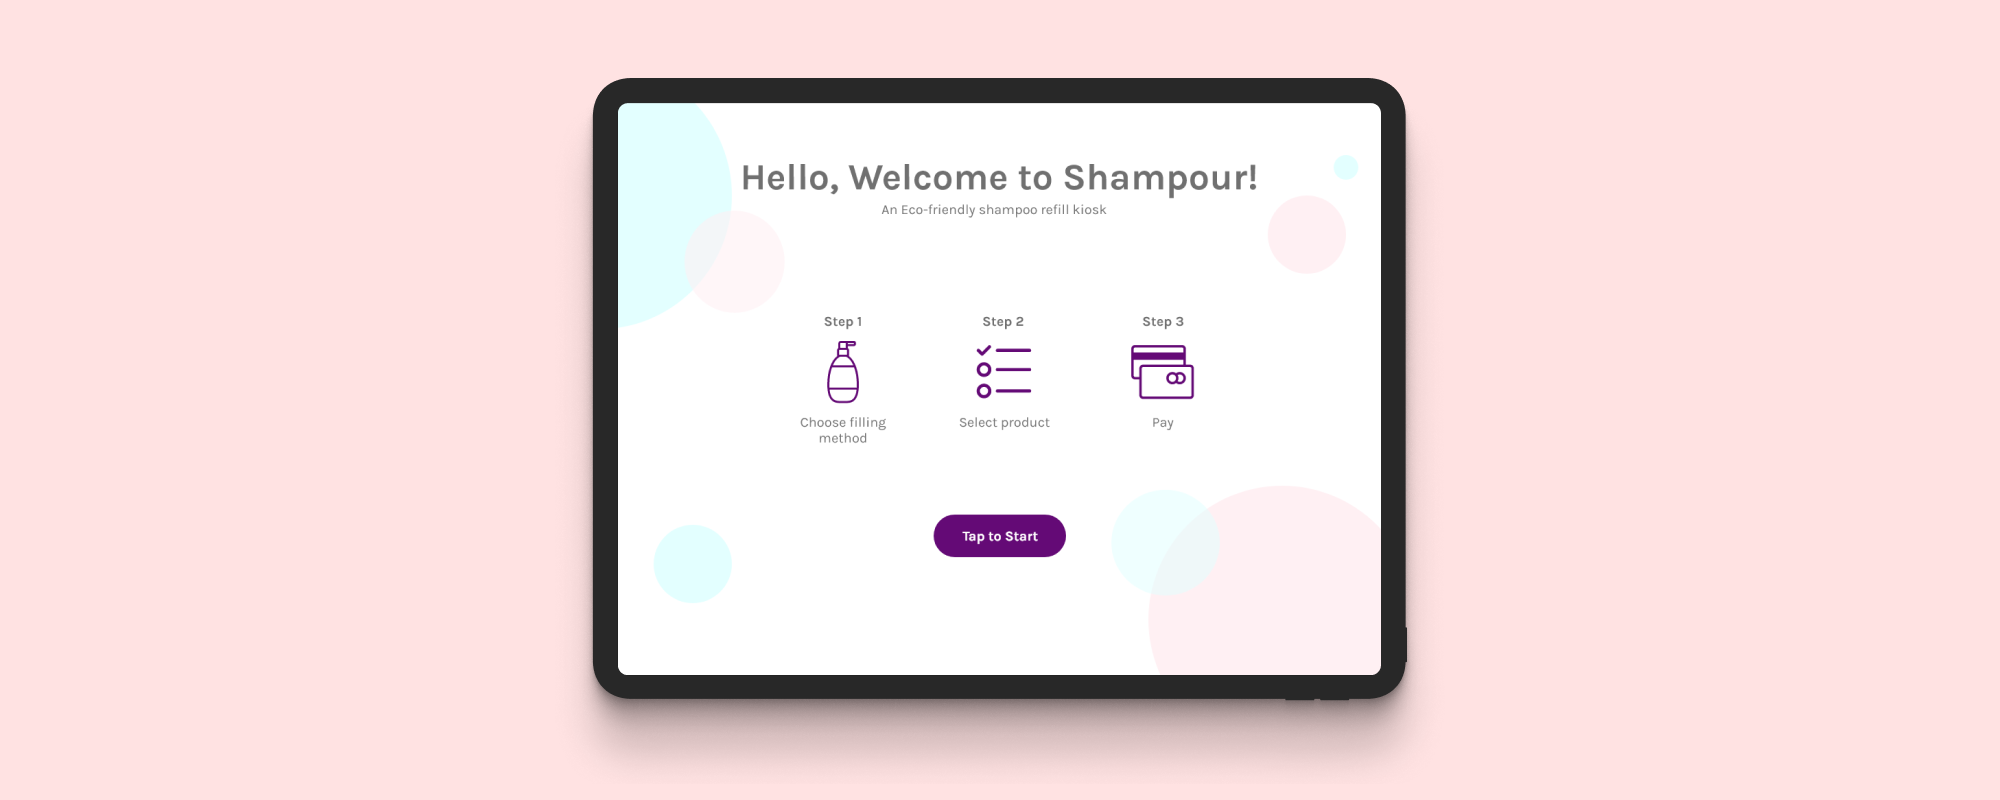 Hello, Welcome to Shampour!
An Eco-friendly shampoo refill kiosk
Step 1
Choose filling
method
Step 2
Select product
Step 3
Pay
Tap to Start